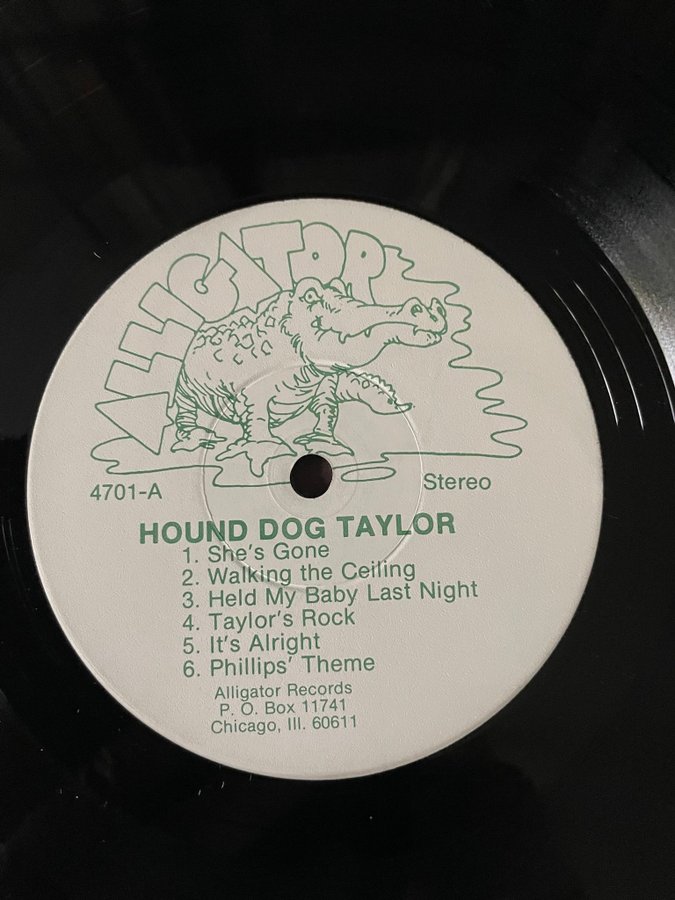 ALLIGATOR
4701-A
Stereo
HOUND DOG TAYLOR
1. She's Gone
2. Walking the Ceiling
3. Held My Baby Last Night
4. Taylor's Rock
5. It's Alright
6. Phillips' Theme
Alligator Records
P. O. Box 11741
Chicago, Ill. 60611